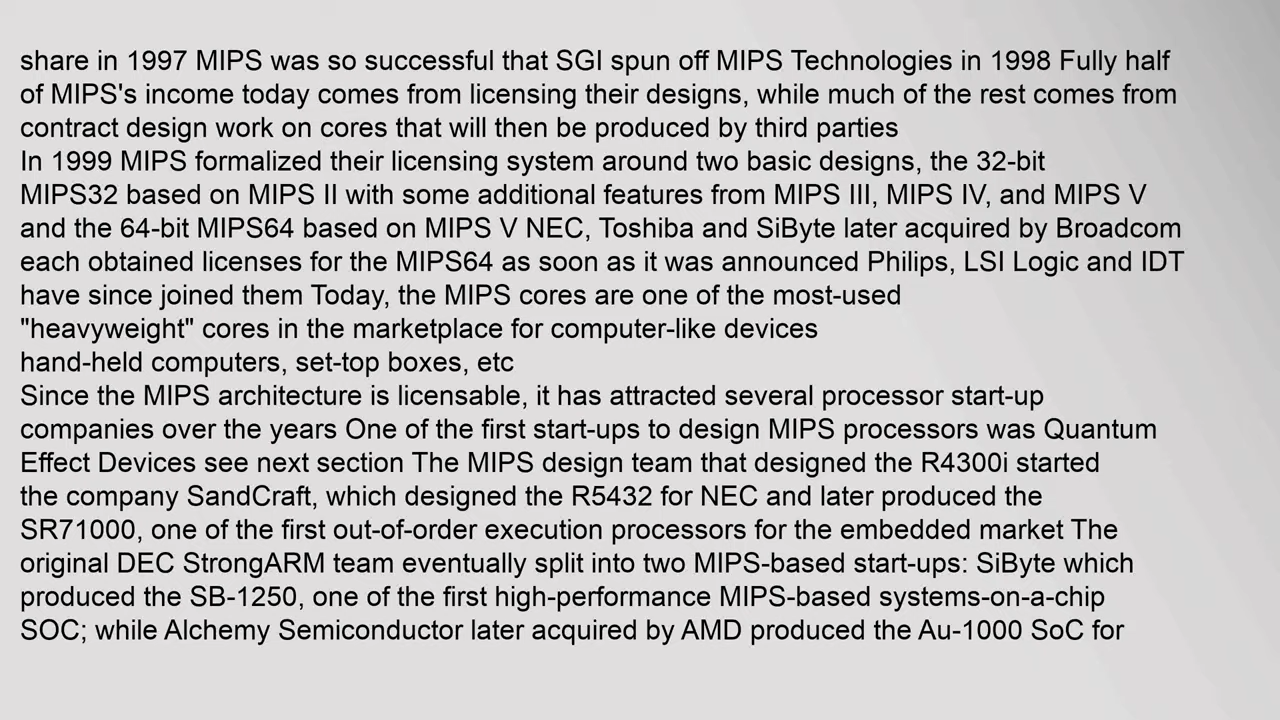 share in 1997 MIPS was so successful that SGI spun off MIPS Technologies in 1998 Fully half
of MIPS's income today comes from licensing their designs, while much of the rest comes from
contract design work on cores that will then be produced by third parties
In 1999 MIPS formalized their licensing system around two basic designs, the 32-bit
MIPS32 based on MIPS II with some additional features from MIPS III, MIPS IV, and MIPS V
and the 64-bit MIPS64 based on MIPS V NEC, Toshiba and SiByte later acquired by Broadcom
each obtained licenses for the MIPS64 as soon as it was announced Philips, LSI Logic and IDT
have since joined them Today, the MIPS cores are one of the most-used
"heavyweight" cores in the marketplace for computer-like devices
hand-held computers, set-top boxes, etc
Since the MIPS architecture is licensable, it has attracted several processor start-up
companies over the years One of the first start-ups to design MIPS processors was Quantum
Effect Devices see next section The MIPS design team that designed the R4300i started
the company SandCraft, which designed the R5432 for NEC and later produced the
SR71000, one of the first out-of-order execution processors for the embedded market The
original DEC StrongARM team eventually split into two MIPS-based start-ups: SiByte which
produced the SB-1250, one of the first high-performance MIPS-based systems-on-a-chip
SOC; while Alchemy Semiconductor later acquired by AMD produced the Au-1000 SoC for